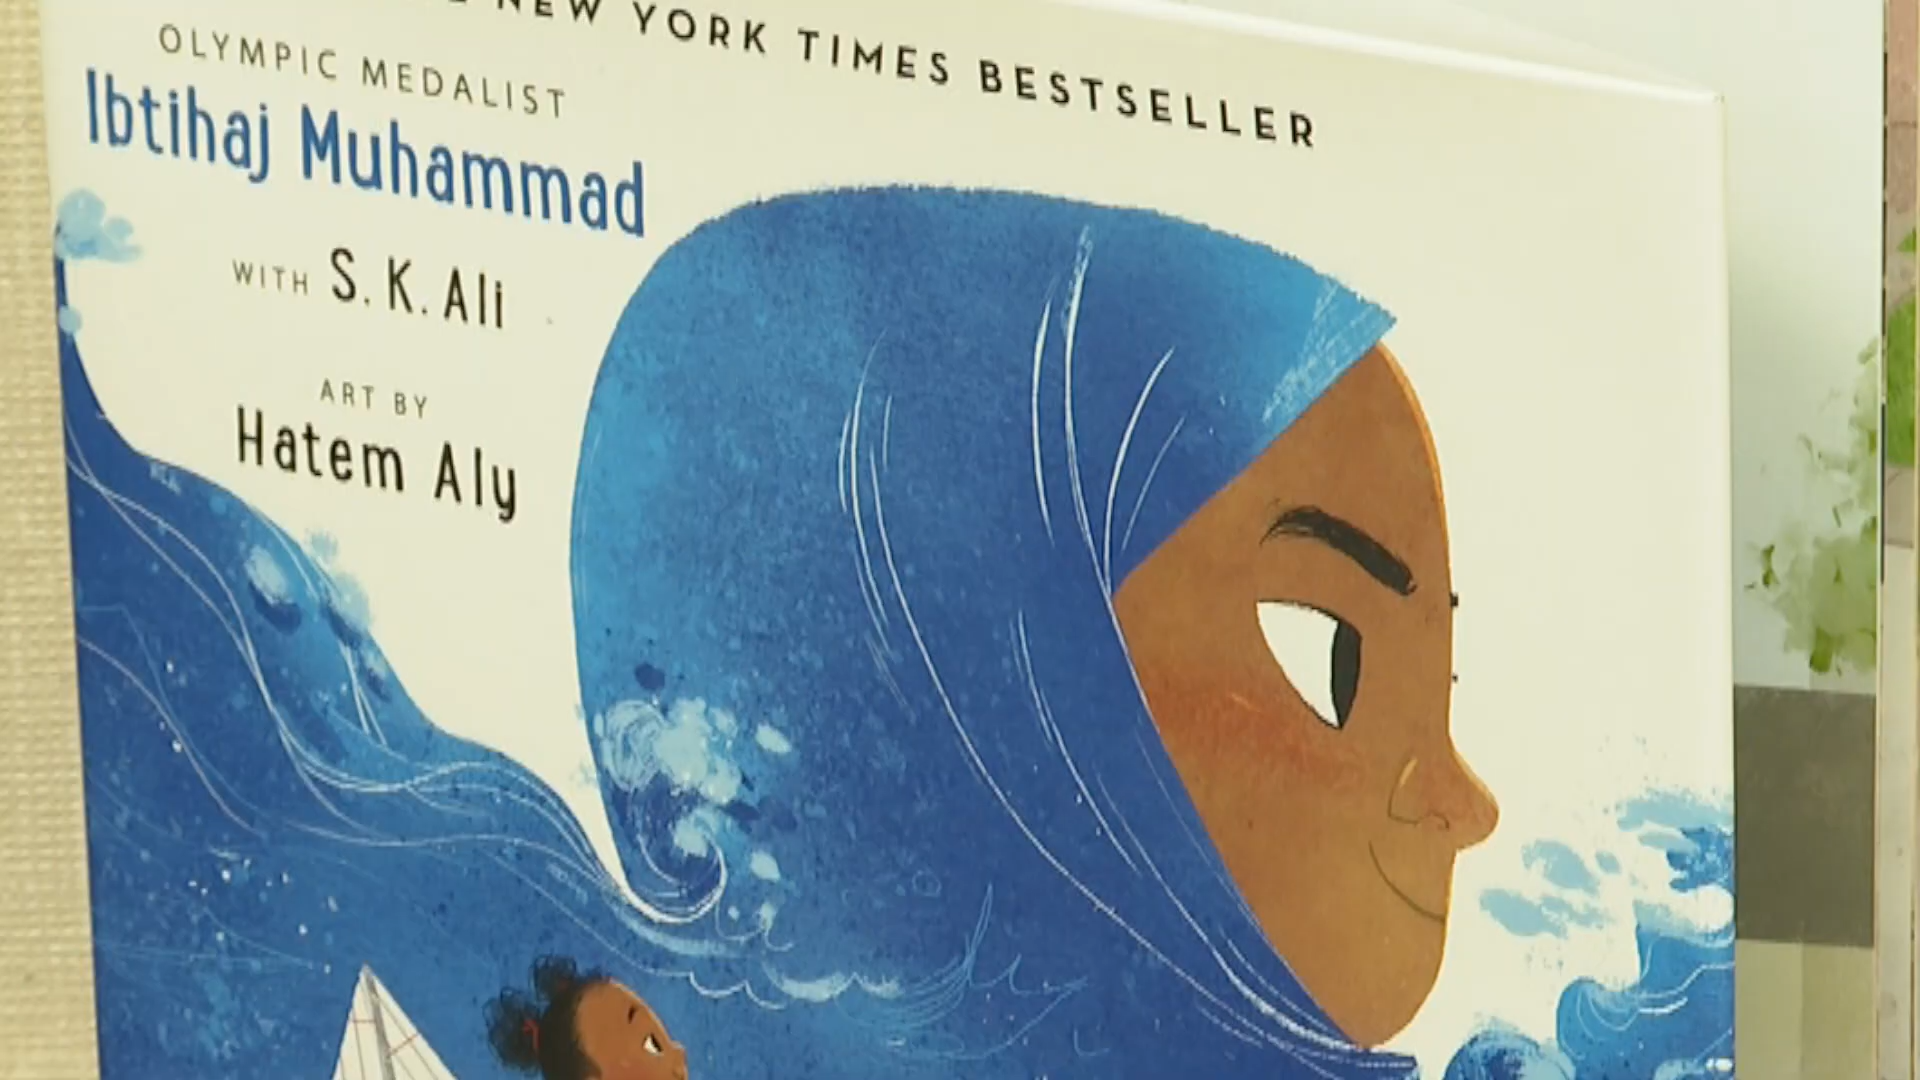 NEW YORK TIMES BESTSELLER
OLYMPIC MEDALIST
Ibtihaj Muhammad
WITH S. K. Ali
ART BY
Hatem Aly